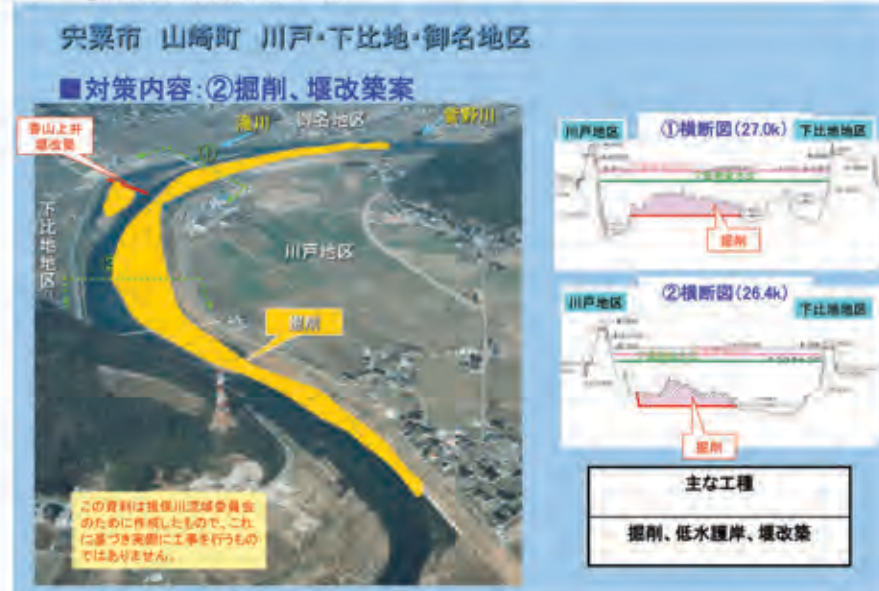 宍粟市 山崎町 川戸・下比地・御名地区
■対策内容:②掘削、堰改築案
香山上井
堰改築
御名地区
菅野川
下比地地区
川戸地区
掘削
この資料は揖保川流域委員会
のために作成したもので、これ
に基づき実際に工事を行うもの
ではありません。
川戸地区
①横断図(27.0k)
下比地地区
掘削
川戸地区
②横断図(26.4k)
下比地地区
掘削
主な工種
掘削、低水護岸、堰改築